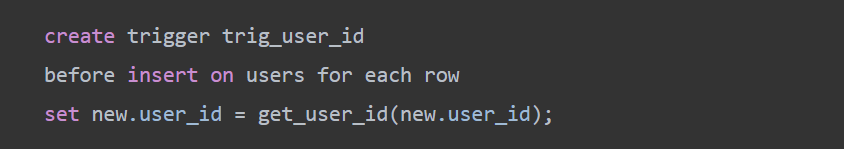 create trigger trig_user_id
before insert on users for each row
set new.user_id = get_user_id(new.user_id);